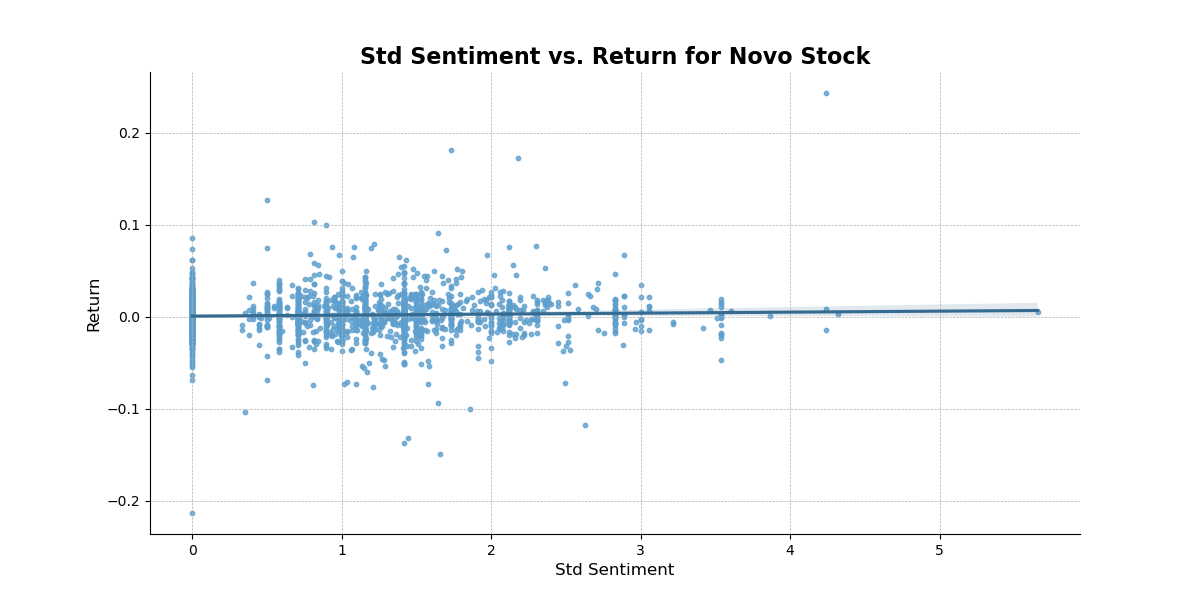 Std Sentiment vs. Return for Novo Stock
Return
0.2
0.1
0.0
−0.1
−0.2
0 1 2 3 4 5
Std Sentiment